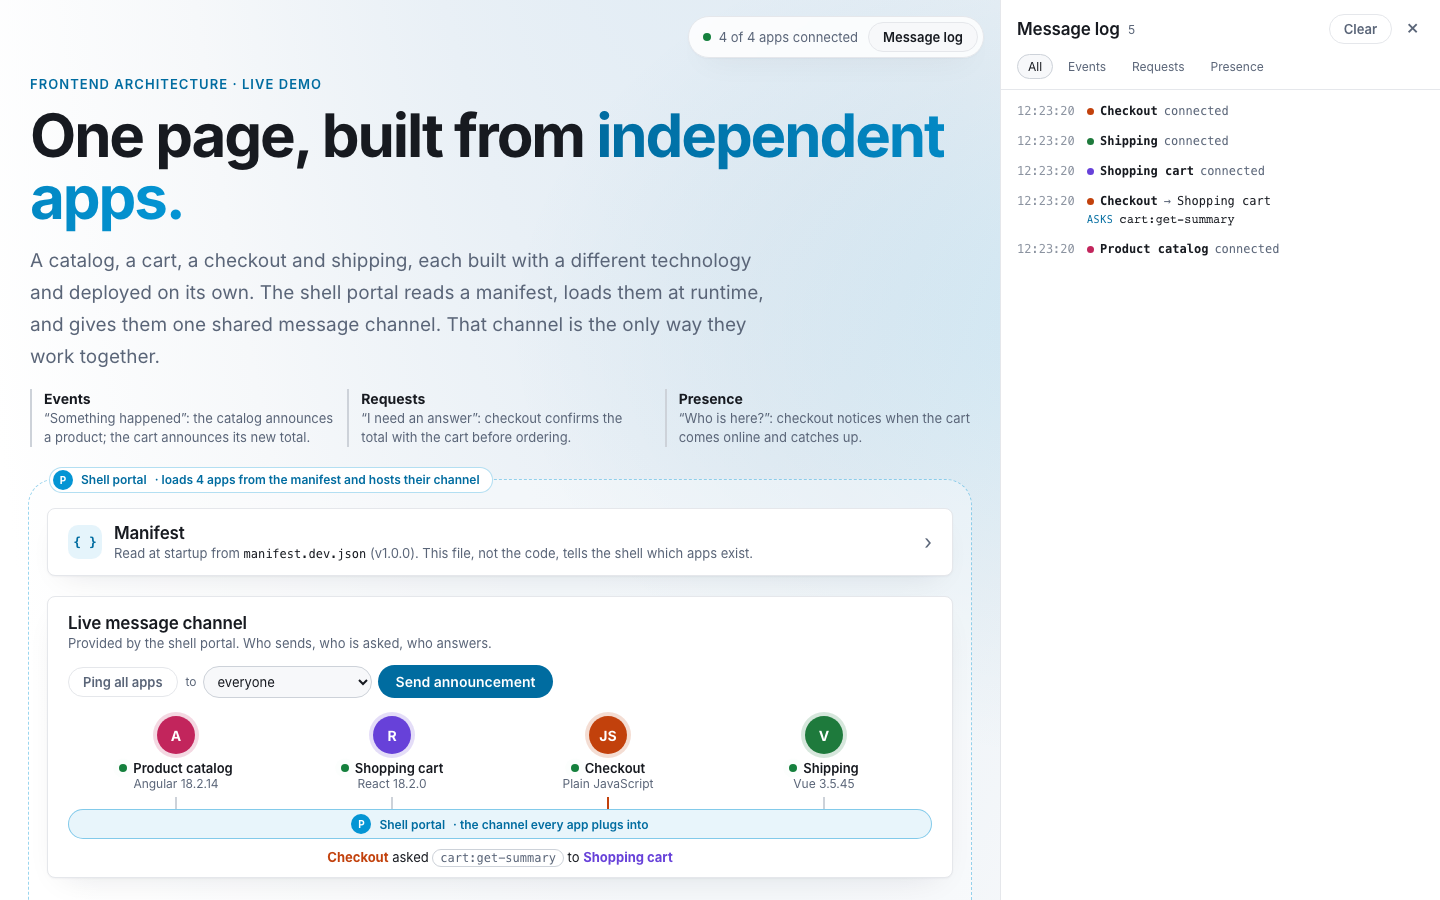 4 of 4 apps connected Message log
FRONTEND ARCHITECTURE · LIVE DEMO
One page, built from independent
apps.
A catalog, a cart, a checkout and shipping, each built with a different technology
and deployed on its own. The shell portal reads a manifest, loads them at runtime,
and gives them one shared message channel. That channel is the only way they
work together.
Events
“Something happened”: the catalog announces
a product; the cart announces its new total.
Requests
“I need an answer”: checkout confirms the
total with the cart before ordering.
Presence
“Who is here?”: checkout notices when the cart
comes online and catches up.
P Shell portal · loads 4 apps from the manifest and hosts their channel
{ } Manifest
Read at startup from manifest.dev.json (v1.0.0). This file, not the code, tells the shell which apps exist.
Live message channel
Provided by the shell portal. Who sends, who is asked, who answers.
Ping all apps to everyone Send announcement
A
Product catalog
Angular 18.2.14
R
Shopping cart
React 18.2.0
JS
Checkout
Plain JavaScript
V
Shipping
Vue 3.5.45
P Shell portal · the channel every app plugs into
Checkout asked cart:get-summary to Shopping cart
Message log 5 Clear ✕
All Events Requests Presence
12:23:20 Checkout connected
12:23:20 Shipping connected
12:23:20 Shopping cart connected
12:23:20 Checkout → Shopping cart
ASKS cart:get-summary
12:23:20 Product catalog connected